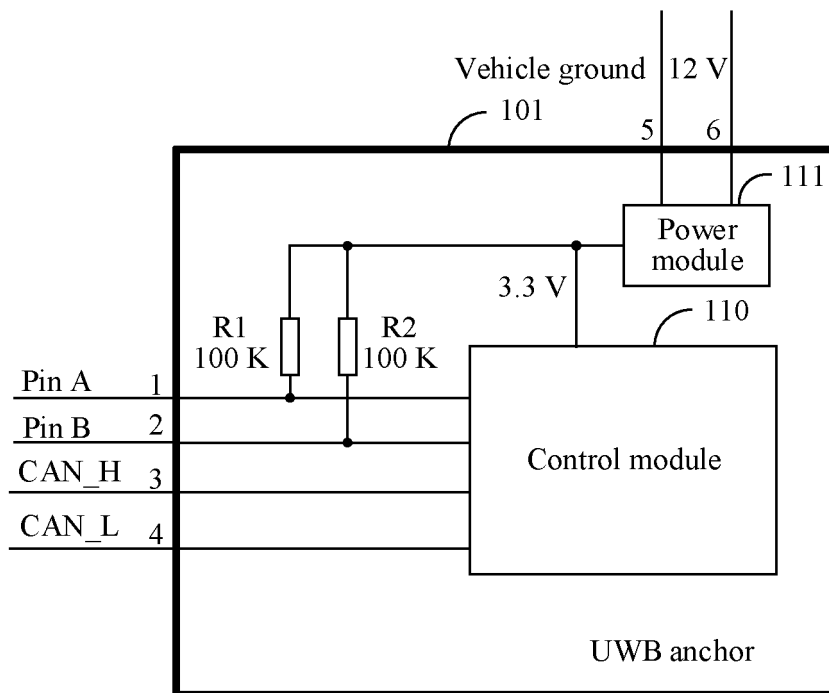 Vehicle ground
12 V
101
5
6
111
Power
module
3.3 V
110
R1
100 K
R2
100 K
Pin A
1
Pin B
2
CAN_H
3
CAN_L
4
Control module
UWB anchor